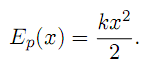 E_p(x) = \frac{kx^2}{2}.